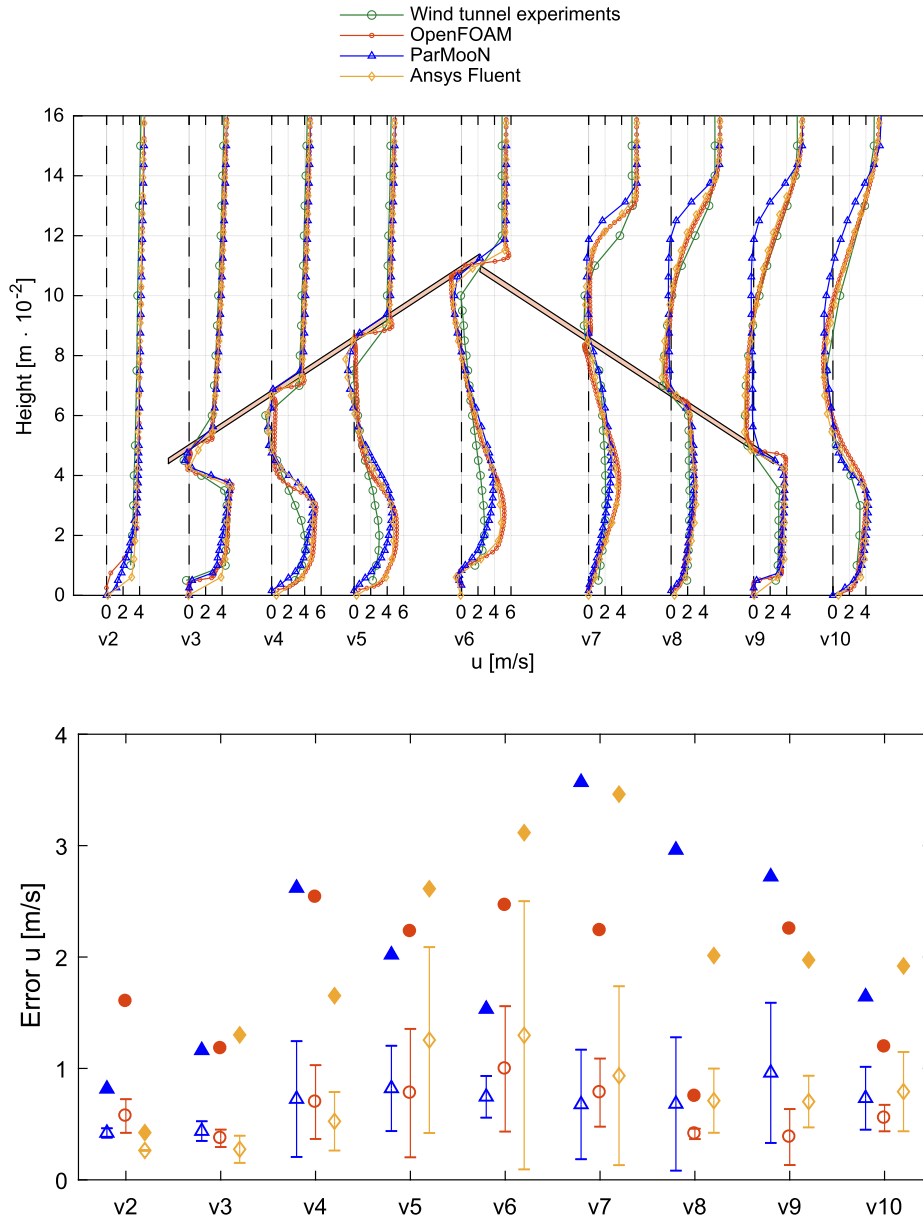 Wind tunnel experiments
OpenFOAM
ParMooN
Ansys Fluent
16
14
12
10
8
6
4
2
0
Height [m · 10⁻²]
0 2 4 0 2 4 0 2 4 6 0 2 4 6 0 2 4 6 0 2 4 0 2 4 0 2 4 0 2 4
v2 v3 v4 v5 v6 v7 v8 v9 v10
u [m/s]
4
3
2
1
0
Error u [m/s]
v2 v3 v4 v5 v6 v7 v8 v9 v10